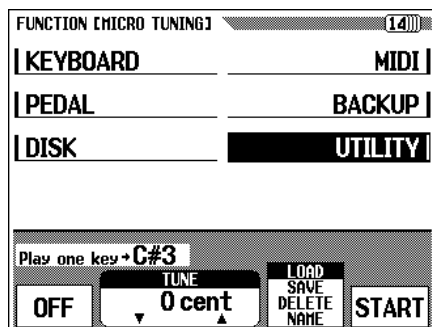 FUNCTION [MICRO TUNING] 14
KEYBOARD MIDI
PEDAL BACKUP
DISK UTILITY
Play one key→C#3
TUNE
0 cent
▼ ▲
OFF
LOAD
SAVE
DELETE
NAME
START